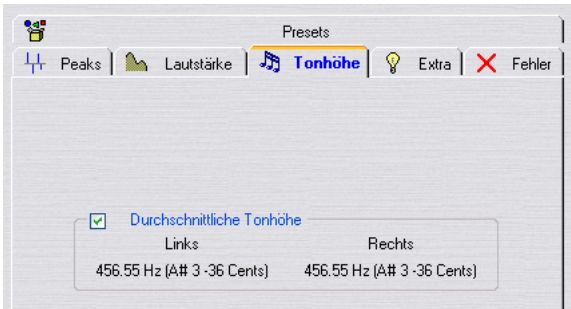 Presets
Peaks Lautstärke Tonhöhe Extra Fehler
Durchschnittliche Tonhöhe
Links Rechts
456.55 Hz (A# 3 -36 Cents) 456.55 Hz (A# 3 -36 Cents)